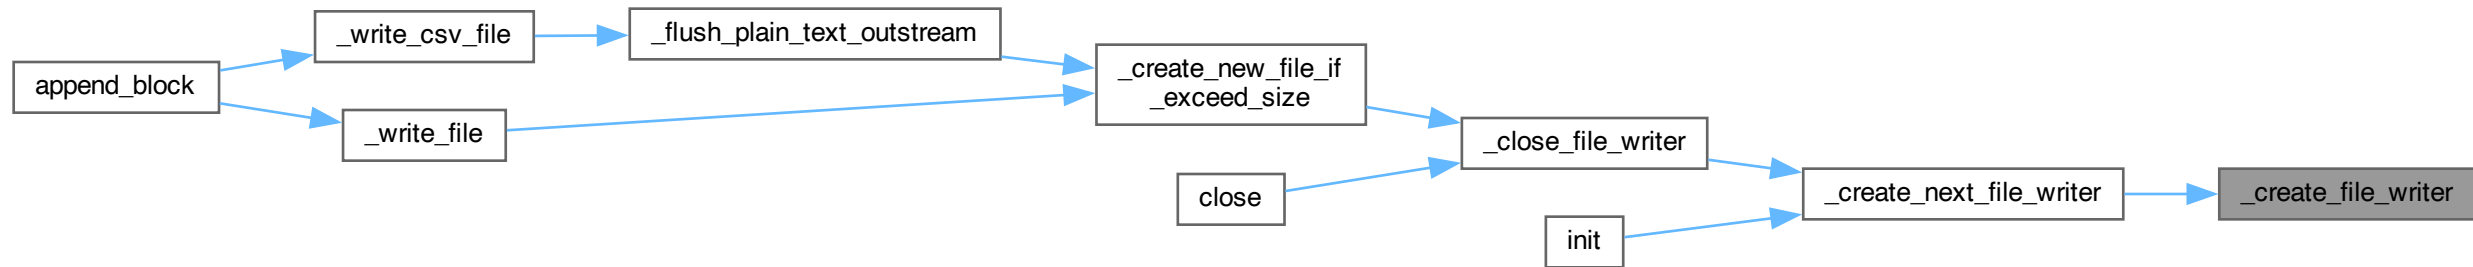 append_block
_write_csv_file
_write_file
_flush_plain_text_outstream
_create_new_file_if
_exceed_size
close
_close_file_writer
init
_create_next_file_writer
_create_file_writer